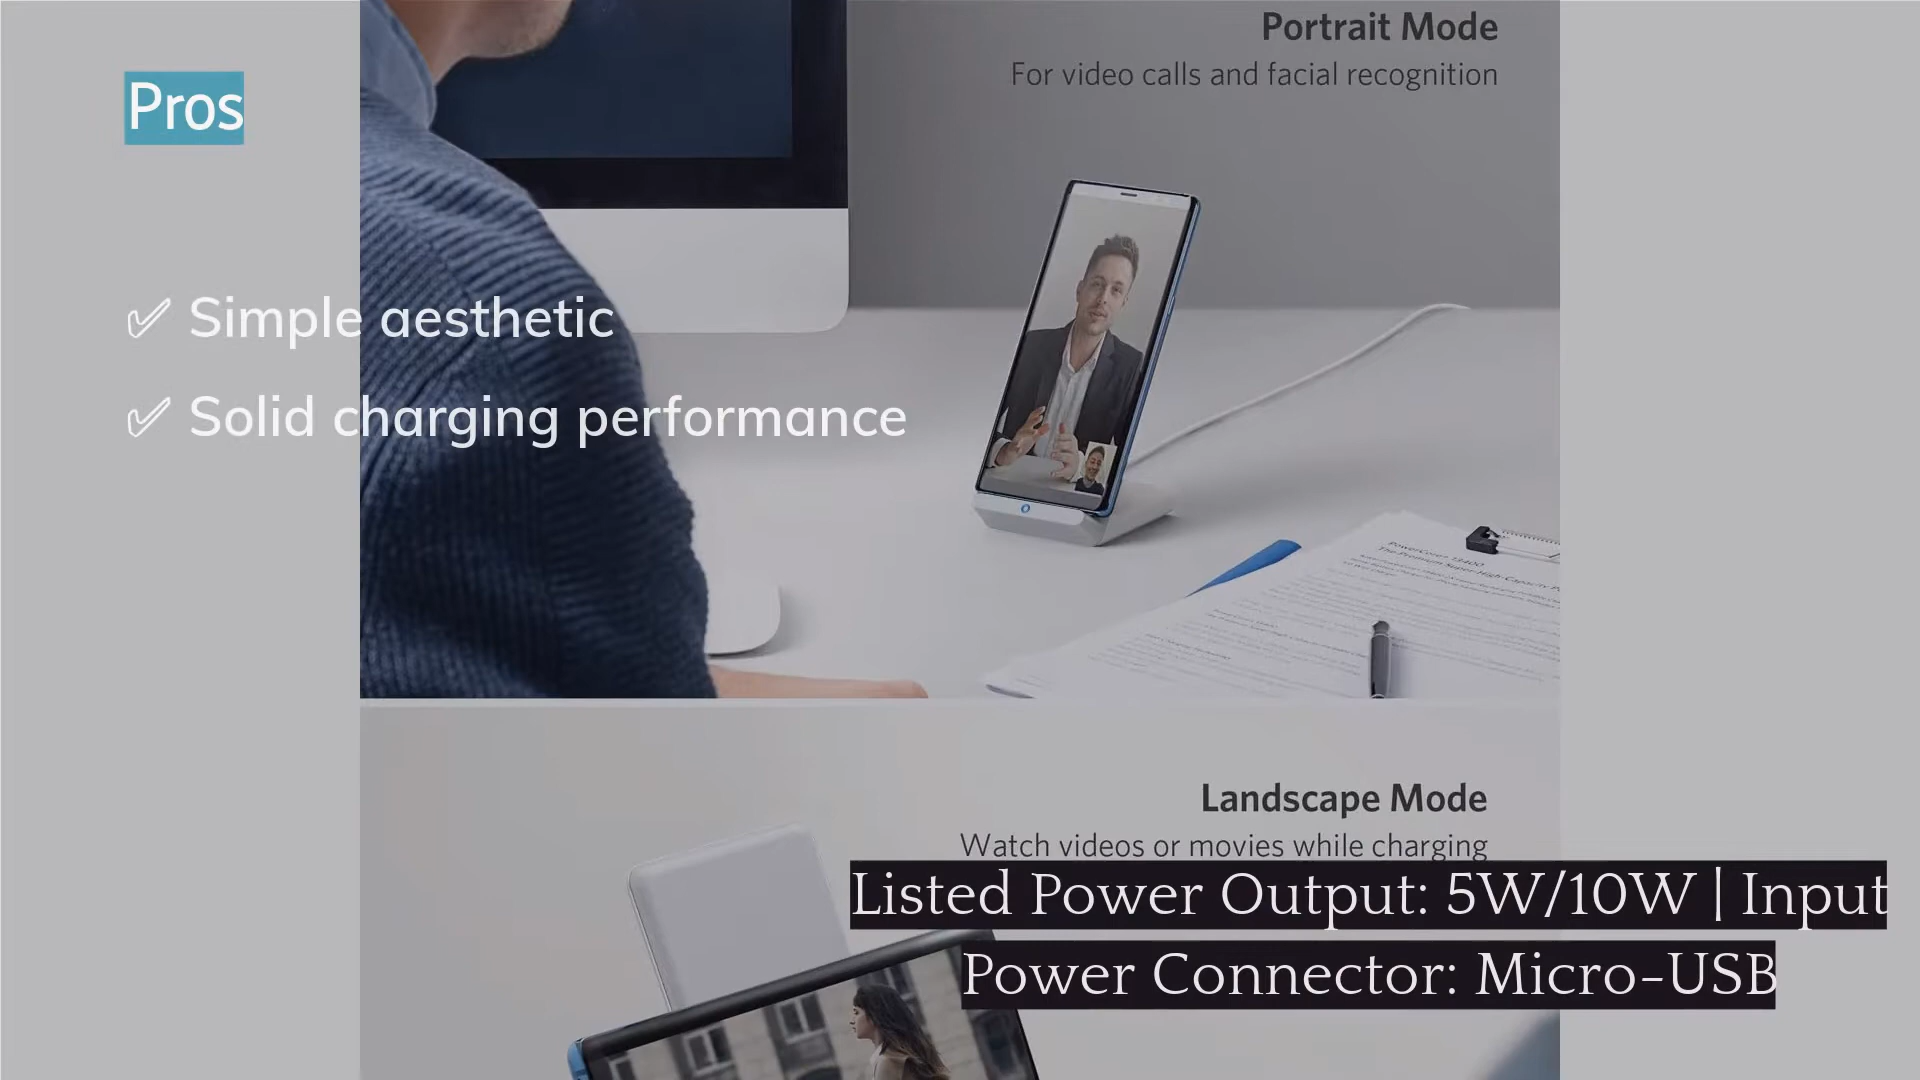 Portrait Mode
For video calls and facial recognition
Pros
✅ Simple aesthetic
✅ Solid charging performance
Landscape Mode
Watch videos or movies while charging
Listed Power Output: 5W/10W | Input
Power Connector: Micro-USB